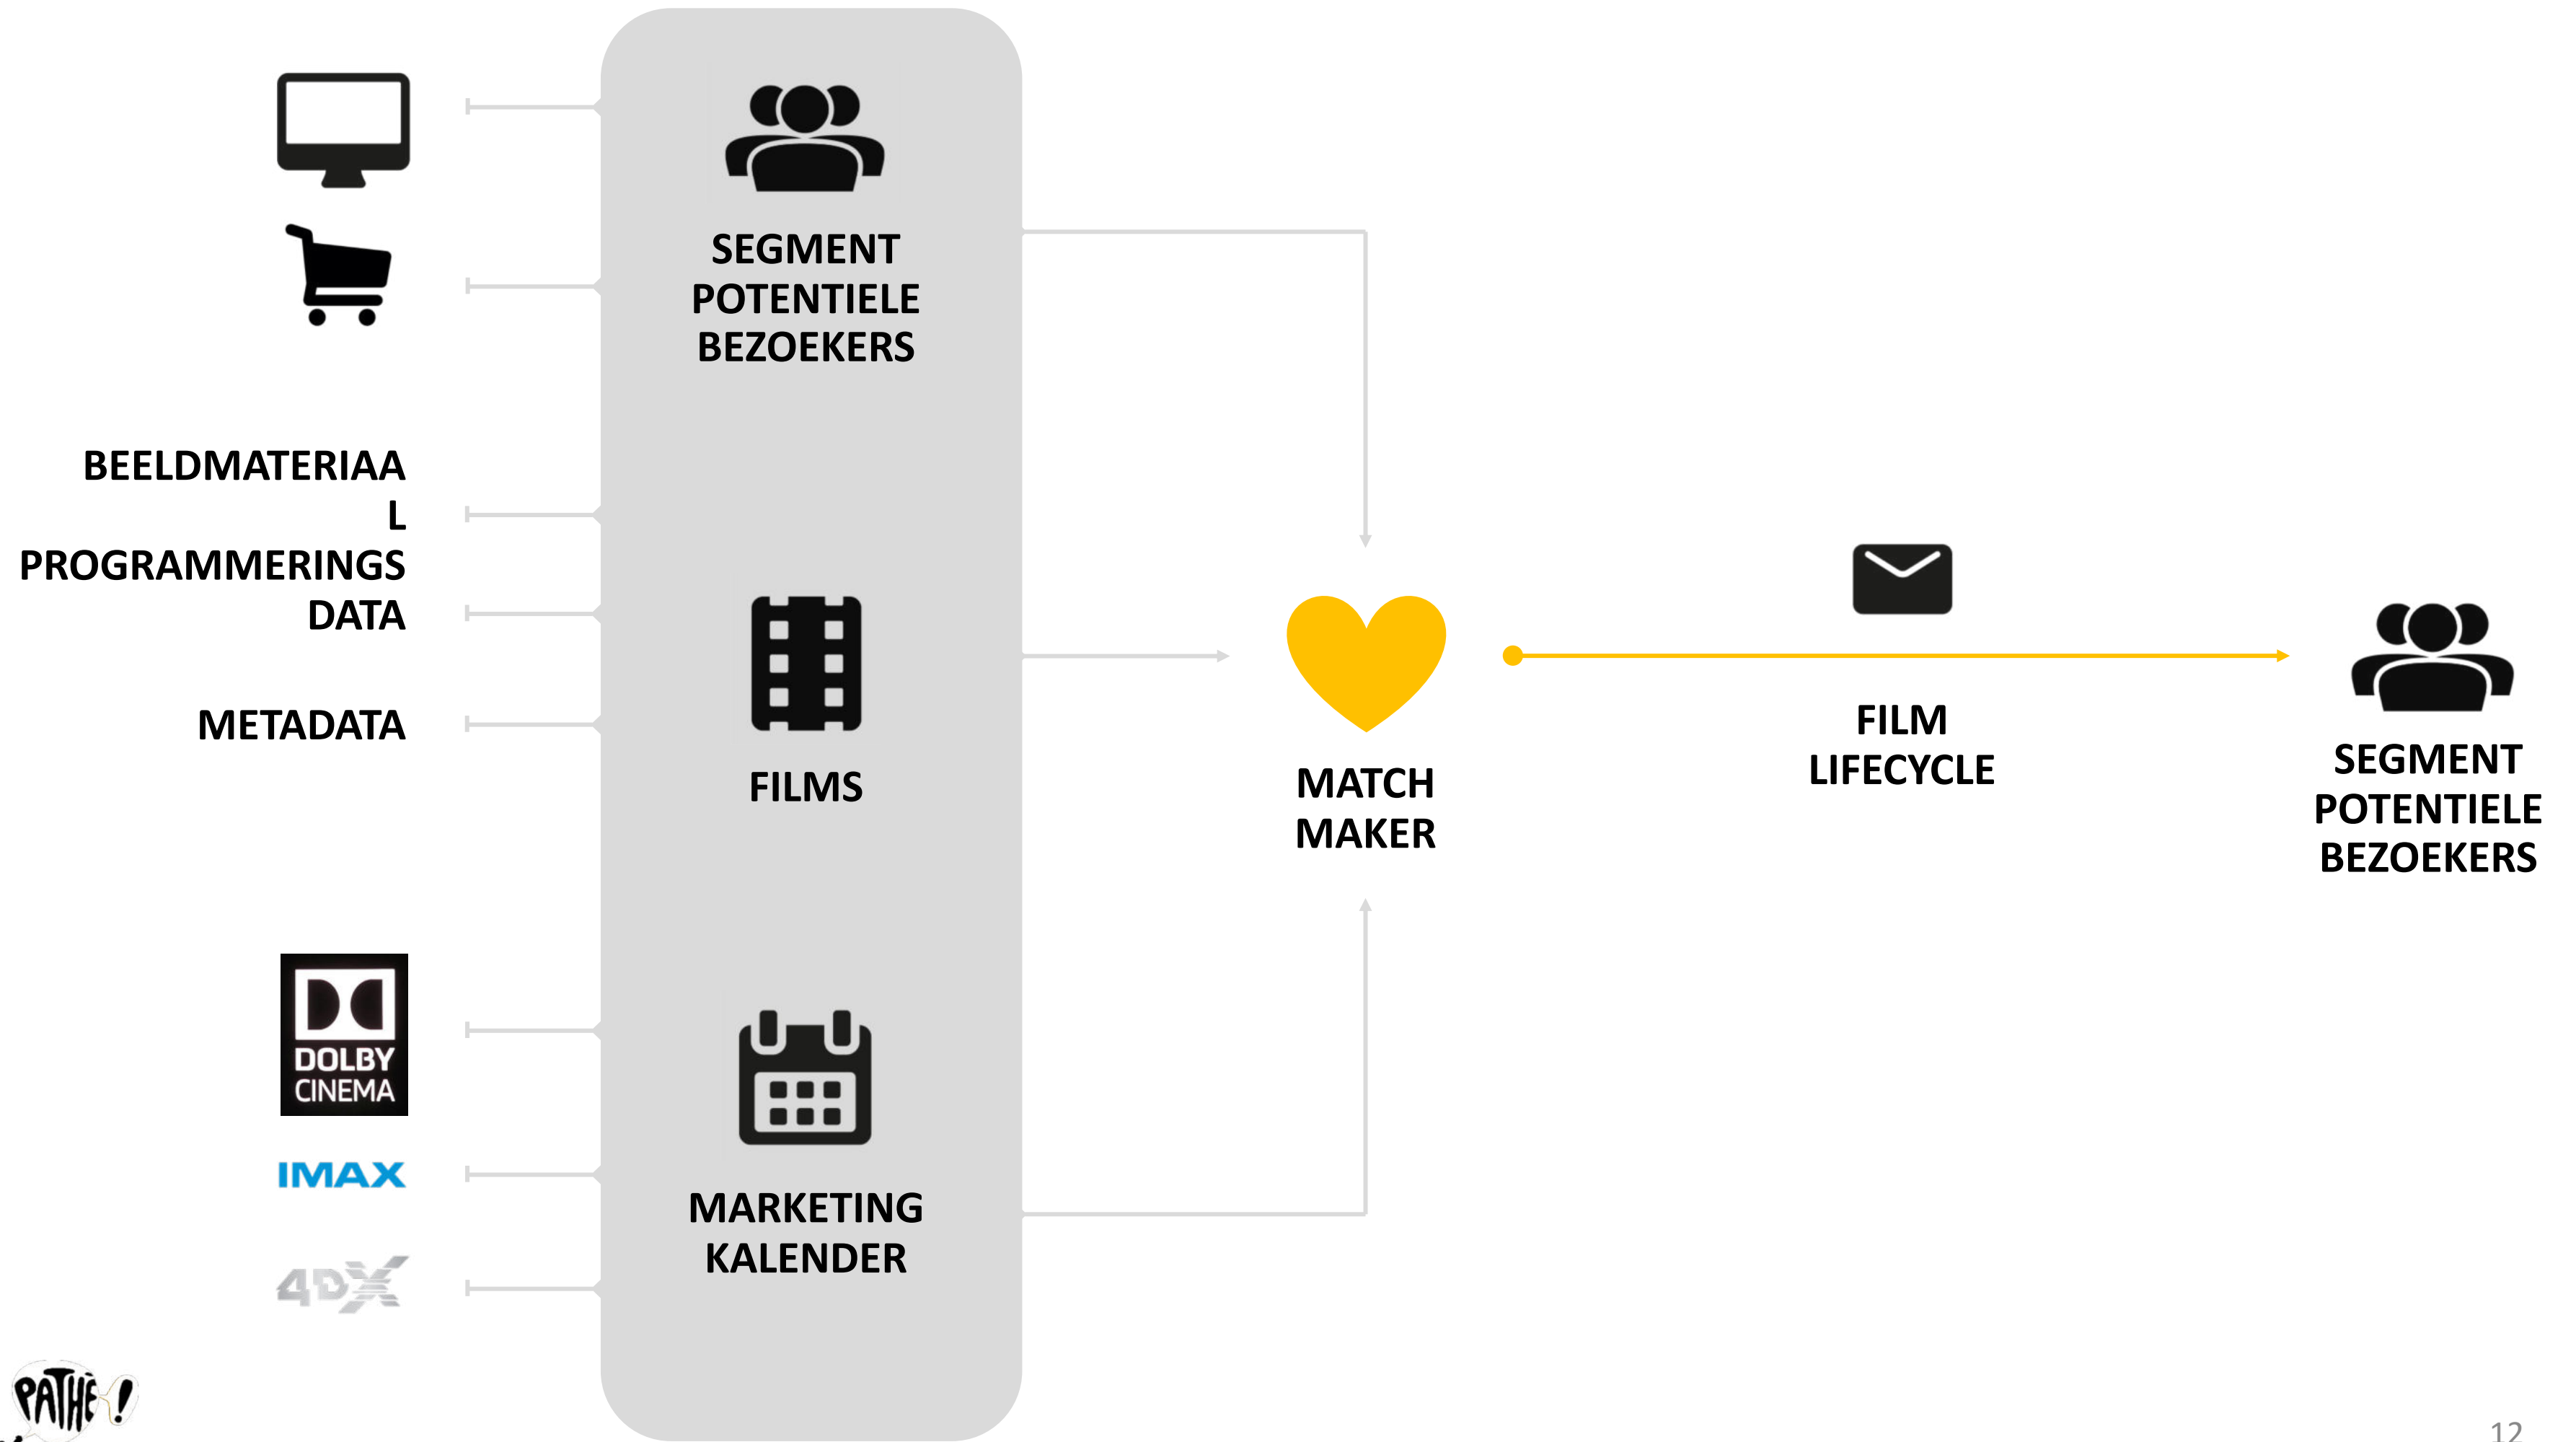 SEGMENT
POTENTIELE
BEZOEKERS
BEELDMATERIAA
L
PROGRAMMERINGS
DATA
METADATA
FILMS
DOLBY
CINEMA
IMAX
4DX
MARKETING
KALENDER
MATCH
MAKER
FILM
LIFECYCLE
SEGMENT
POTENTIELE
BEZOEKERS
PATHÉ!
12